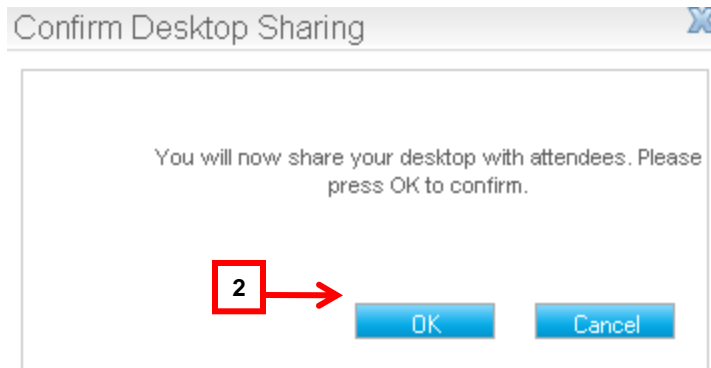 Confirm Desktop Sharing
You will now share your desktop with attendees. Please
press OK to confirm.
2
OK Cancel